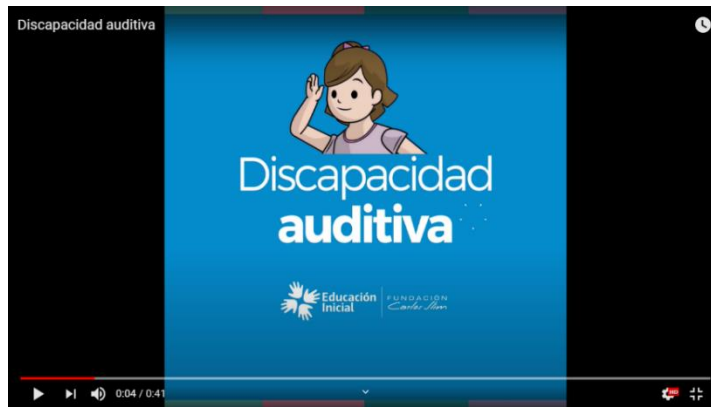 Discapacidad auditiva
Discapacidad
auditiva
Educación
Inicial
FUNDACIÓN
Carlos Slim
0:04 / 0:41